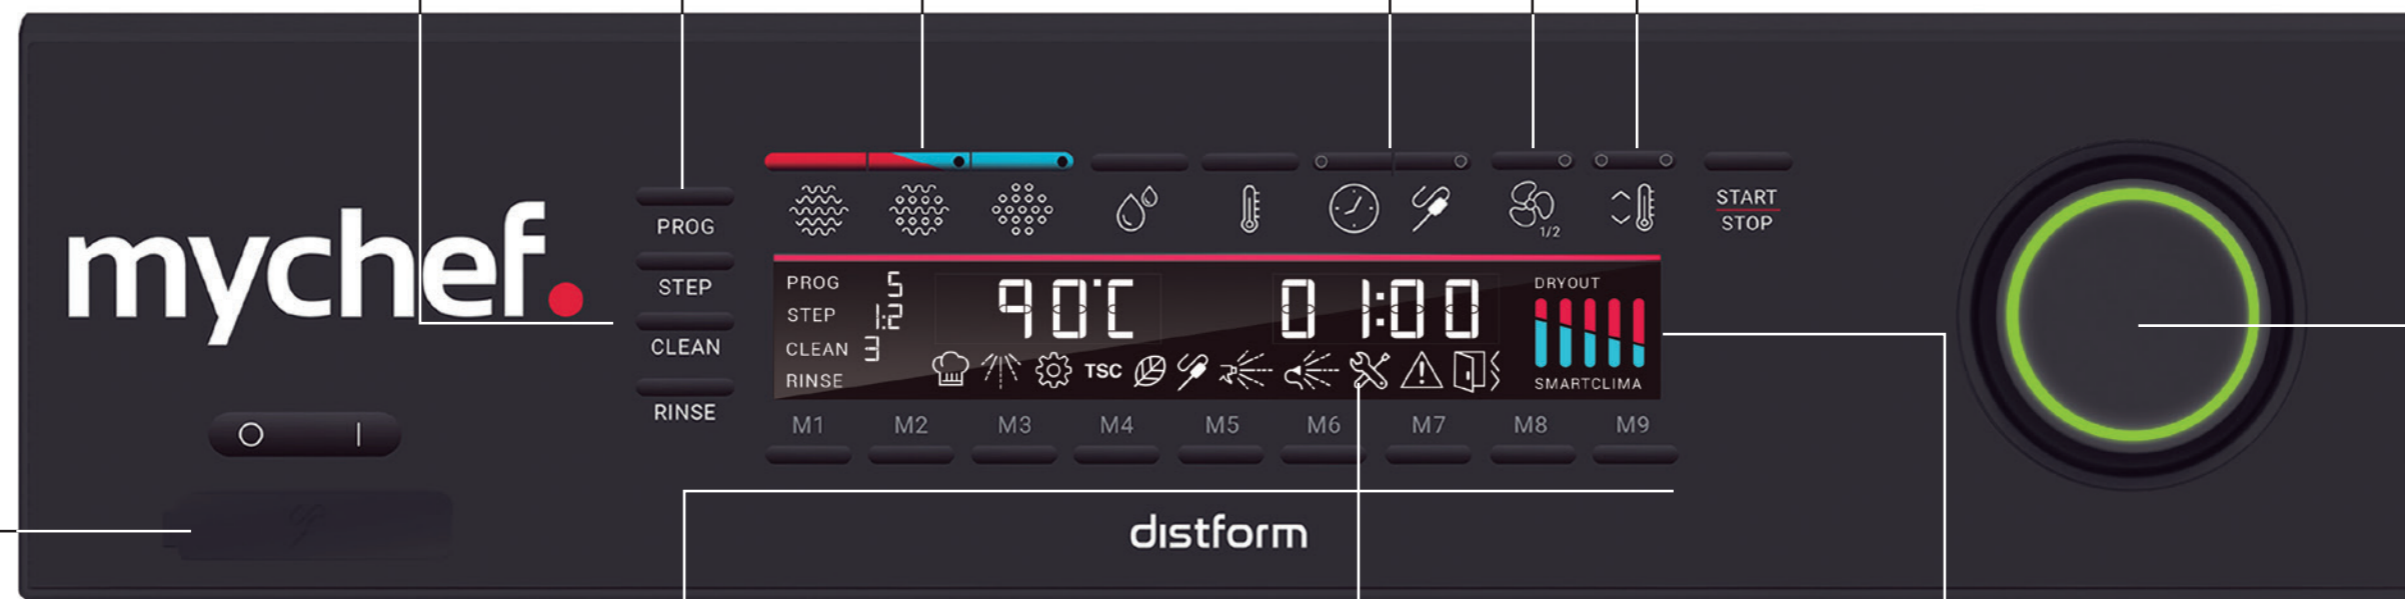 mychef.
PROG
STEP
CLEAN
RINSE
O I
1/2
START
STOP
PROG 5
STEP 1:2
CLEAN 3
RINSE
90°C
01:00
TSC
DRYOUT
SMARTCLIMA
M1 M2 M3 M4 M5 M6 M7 M8 M9
distform